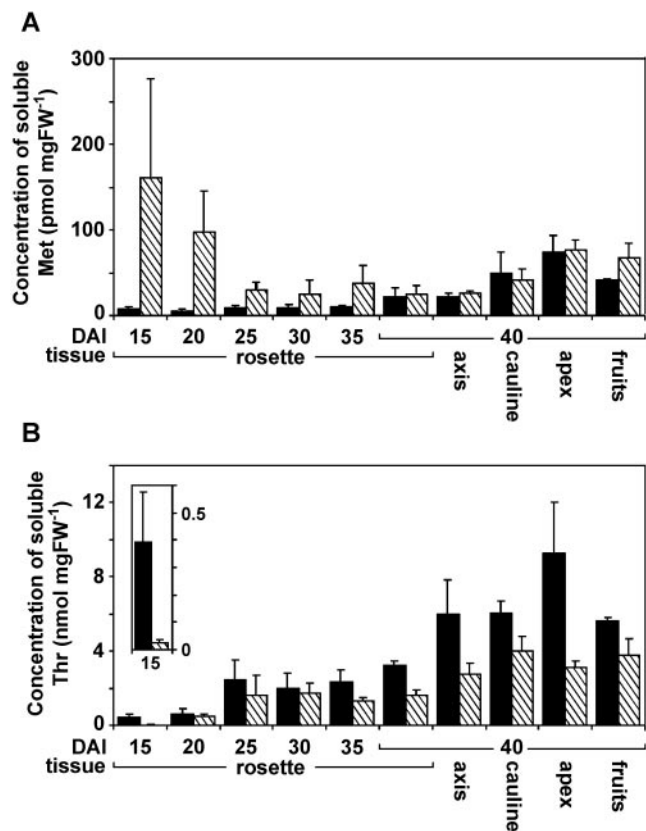 A
Concentration of soluble
Met (pmol mgFW⁻¹)
300
200
100
0
DAI 15 20 25 30 35 40
tissue rosette axis cauline apex fruits
B
Concentration of soluble
Thr (nmol mgFW⁻¹)
12
8
4
0
0.5
0
15
DAI 15 20 25 30 35 40
tissue rosette axis cauline apex fruits